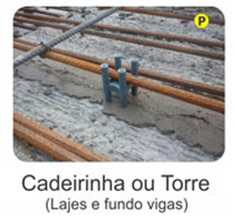 P
Cadeirinha ou Torre
(Lajes e fundo vigas)